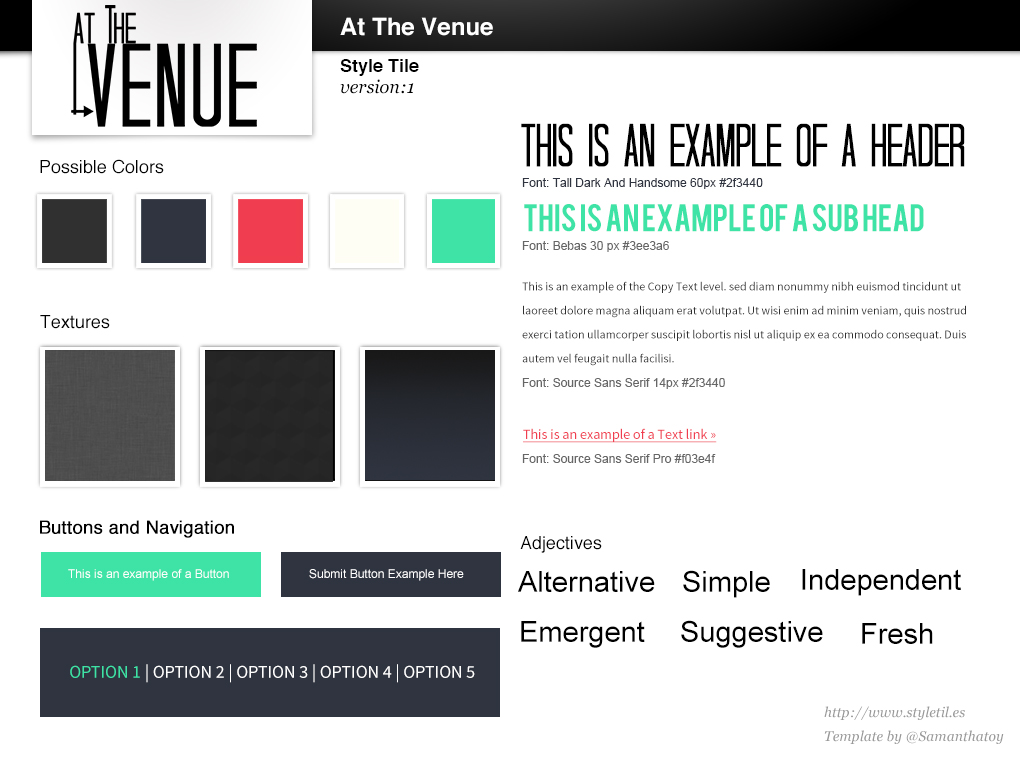 AT THE
VENUE
At The Venue
Style Tile
version:1
Possible Colors
Textures
Buttons and Navigation
This is an example of a Button
Submit Button Example Here
OPTION 1 | OPTION 2 | OPTION 3 | OPTION 4 | OPTION 5
THIS IS AN EXAMPLE OF A HEADER
Font: Tall Dark And Handsome 60px #2f3440
THIS IS AN EXAMPLE OF A SUB HEAD
Font: Bebas 30 px #3ee3a6
This is an example of the Copy Text level. sed diam nonummy nibh euismod tincidunt ut
laoreet dolore magna aliquam erat volutpat. Ut wisi enim ad minim veniam, quis nostrud
exerci tation ullamcorper suscipit lobortis nisl ut aliquip ex ea commodo consequat. Duis
autem vel feugait nulla facilisi.
Font: Source Sans Serif 14px #2f3440
This is an example of a Text link »
Font: Source Sans Serif Pro #f03e4f
Adjectives
Alternative Simple Independent
Emergent Suggestive Fresh
http://www.styletil.es
Template by @Samanthatoy